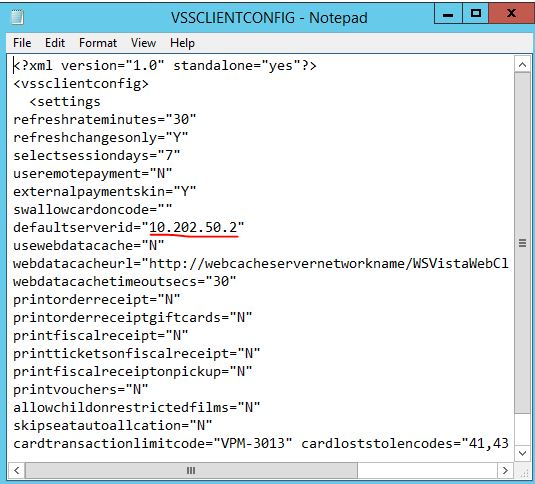 VSSCLIENTCONFIG - Notepad
File Edit Format View Help
<?xml version="1.0" standalone="yes"?>
<vssclientconfig>
<settings
refreshrateminutes="30"
refreshchangesonly="Y"
selectsessiondays="7"
useremotepayment="N"
externalpaymentskin="Y"
swallowcardoncode=""
defaultserverid="10.202.50.2"
usewebdatacache="N"
webdatacacheurl="http://webcacheservernetworkname/WSVistaWebCl
webdatacachetimeoutsecs="30"
printorderreceipt="N"
printorderreceiptgiftcards="N"
printfiscalreceipt="N"
printticketsonfiscalreceipt="N"
printfiscalreceiptonpickup="N"
printvouchers="N"
allowchildonrestrictedfilms="N"
skipseatautoallcation="N"
cardtransactionlimitcode="VPM-3013" cardloststolencodes="41,43